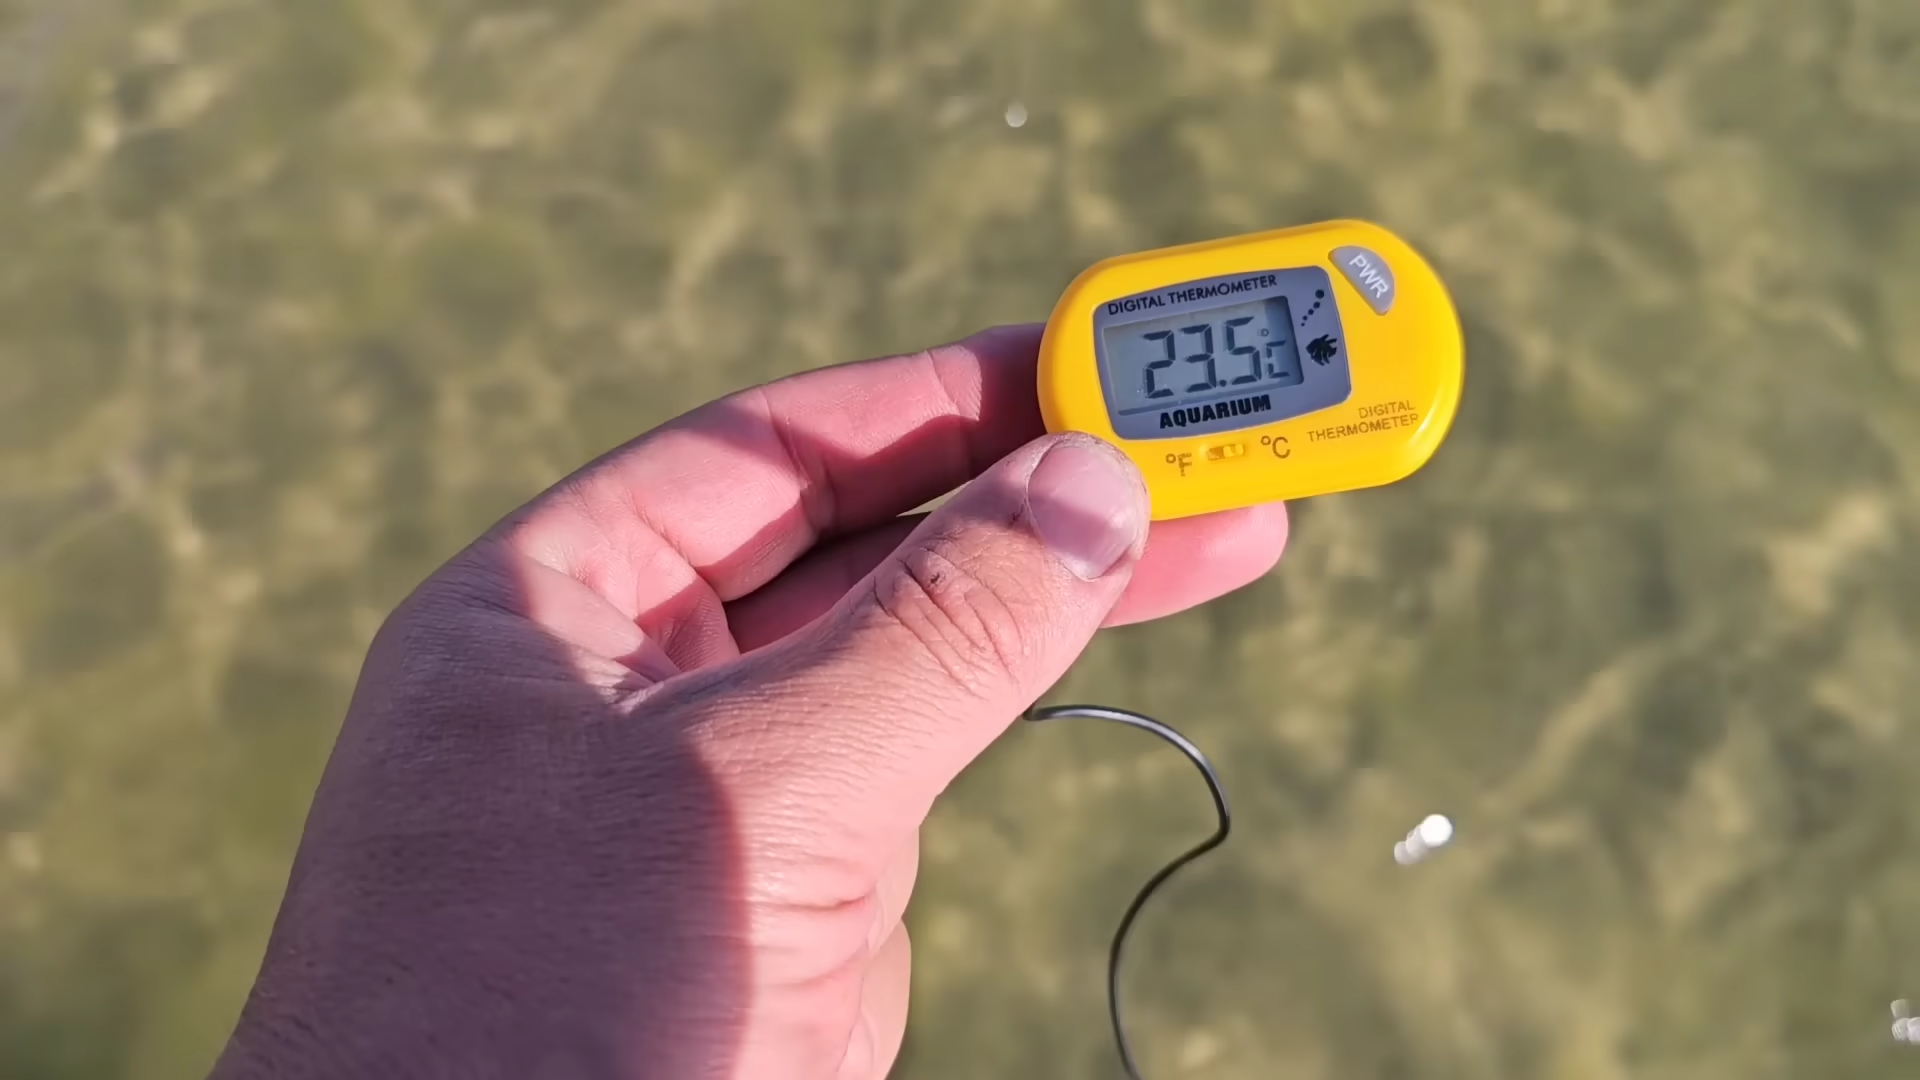 DIGITAL THERMOMETER
PWR
23.5°C
AQUARIUM
DIGITAL
THERMOMETER
°F °C